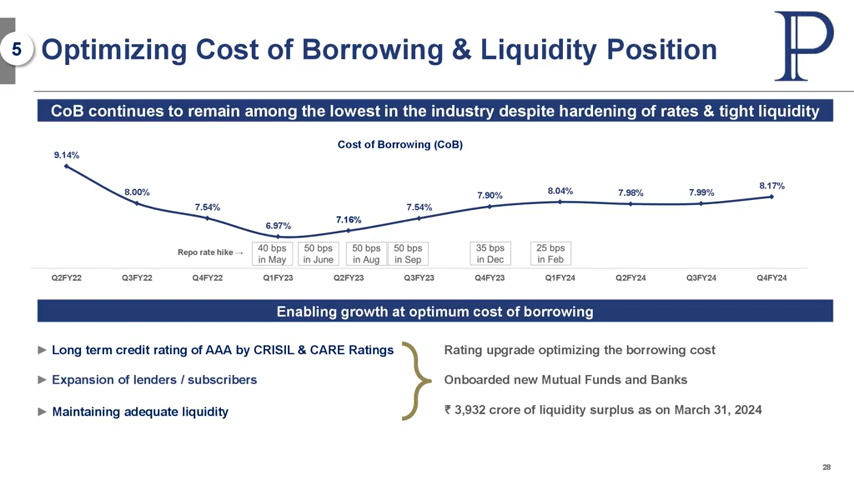 5
Optimizing Cost of Borrowing & Liquidity Position
P
CoB continues to remain among the lowest in the industry despite hardening of rates & tight liquidity
Cost of Borrowing (CoB)
9.14%
8.00%
7.54%
6.97%
7.16%
7.54%
7.90%
8.04%
7.98%
7.99%
8.17%
Repo rate hike →
40 bps
in May
50 bps
in June
50 bps
in Aug
50 bps
in Sep
35 bps
in Dec
25 bps
in Feb
Q2FY22 Q3FY22 Q4FY22 Q1FY23 Q2FY23 Q3FY23 Q4FY23 Q1FY24 Q2FY24 Q3FY24 Q4FY24
Enabling growth at optimum cost of borrowing
► Long term credit rating of AAA by CRISIL & CARE Ratings
Rating upgrade optimizing the borrowing cost
► Expansion of lenders / subscribers
Onboarded new Mutual Funds and Banks
► Maintaining adequate liquidity
₹ 3,932 crore of liquidity surplus as on March 31, 2024
28